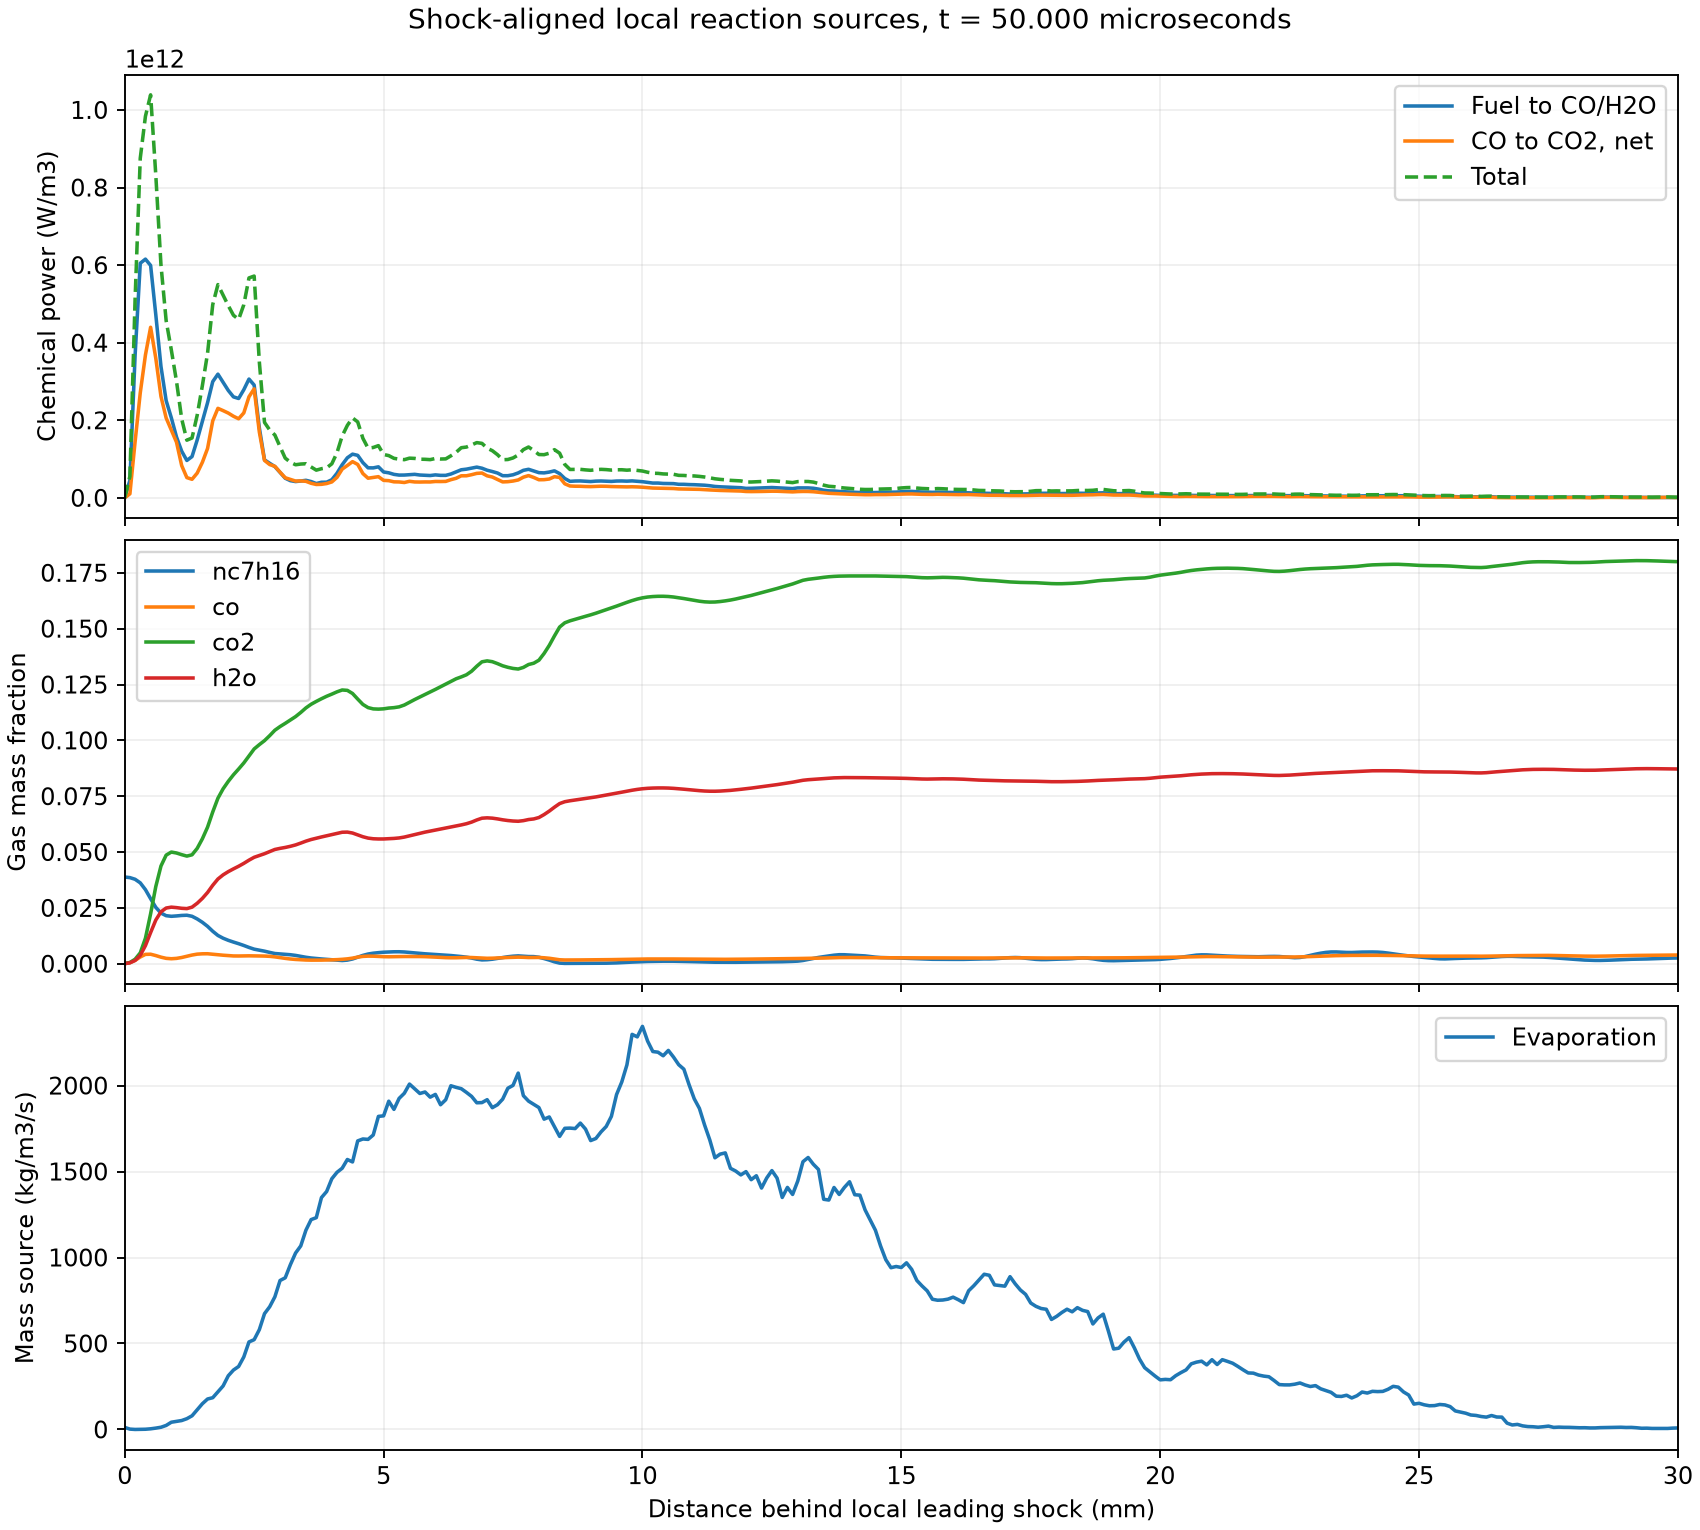 Shock-aligned local reaction sources, t = 50.000 microseconds
1e12
Chemical power (W/m3)
1.0
0.8
0.6
0.4
0.2
0.0
Fuel to CO/H2O
CO to CO2, net
Total
Gas mass fraction
0.175
0.150
0.125
0.100
0.075
0.050
0.025
0.000
nc7h16
co
co2
h2o
Mass source (kg/m3/s)
2000
1500
1000
500
0
Evaporation
0 5 10 15 20 25 30
Distance behind local leading shock (mm)